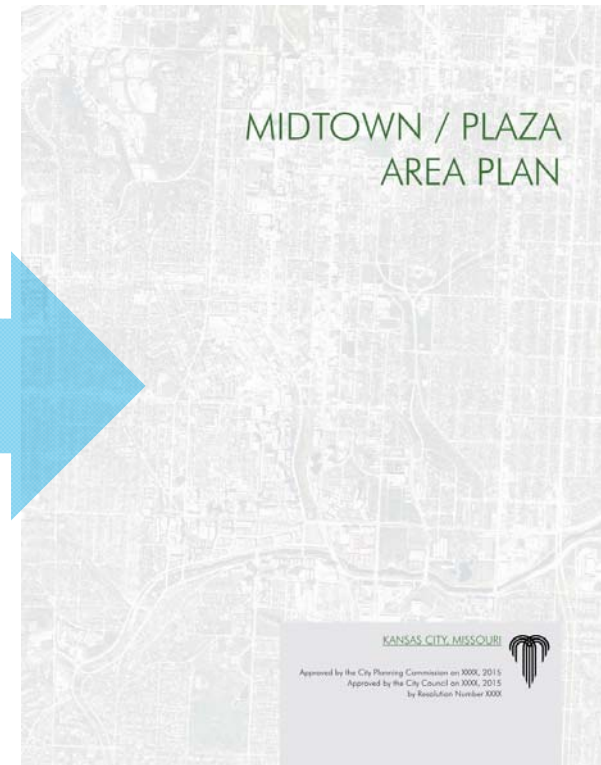 MIDTOWN / PLAZA
AREA PLAN
KANSAS CITY, MISSOURI
Approved by the City Planning Commission on XXXX, 2015
Approved by the City Council on XXXX, 2015
by Resolution Number XXXX